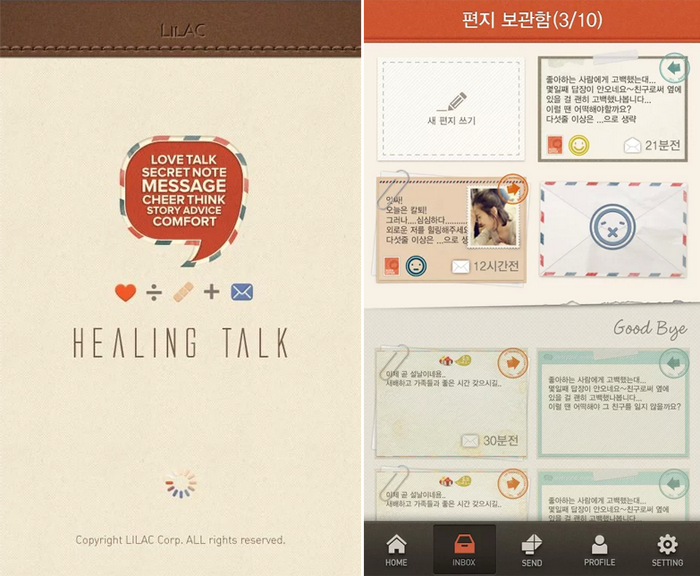 LILAC
LOVE TALK
SECRET NOTE
MESSAGE
CHEER THINK
STORY ADVICE
COMFORT
HEALING TALK
Copyright LILAC Corp. ALL rights reserved.
편지 보관함(3/10)
새 편지 쓰기
좋아하는 사람에게 고백했는데...
몇일째 답장이 안오네요~친구로써 옆에
있을 걸 괜히 고백했나봅니다...
이럴 땐 어떡해야할까요?
다섯줄 이상은 ...으로 생략
21분전
일싸!
오늘은 칼퇴!
그러나....심심하다..........
외로운 저를 힐링해주세요
다섯줄 이상은 ...으로 생
12시간전
Good Bye
이제 곧 설날이네용..
새배하고 가족들과 좋은 시간 갖으시길..
30분전
좋아하는 사람에게 고백했는데...
몇일째 답장이 안오네요~친구로써 옆에
있을 걸 괜히 고백했나봅니다...
이럴 땐 어떡해야 그 친구를 잃지 않을까요?
이제 곧 설날이네용..
새배하고 가족들과 좋은 시간 갖으시길..
좋아하는 사람에게 고백했는데...
몇일째 답장이 안오네요~친구로써 옆에
있을 걸 괜히 고백했나봅니다...
HOME
INBOX
SEND
PROFILE
SETTING